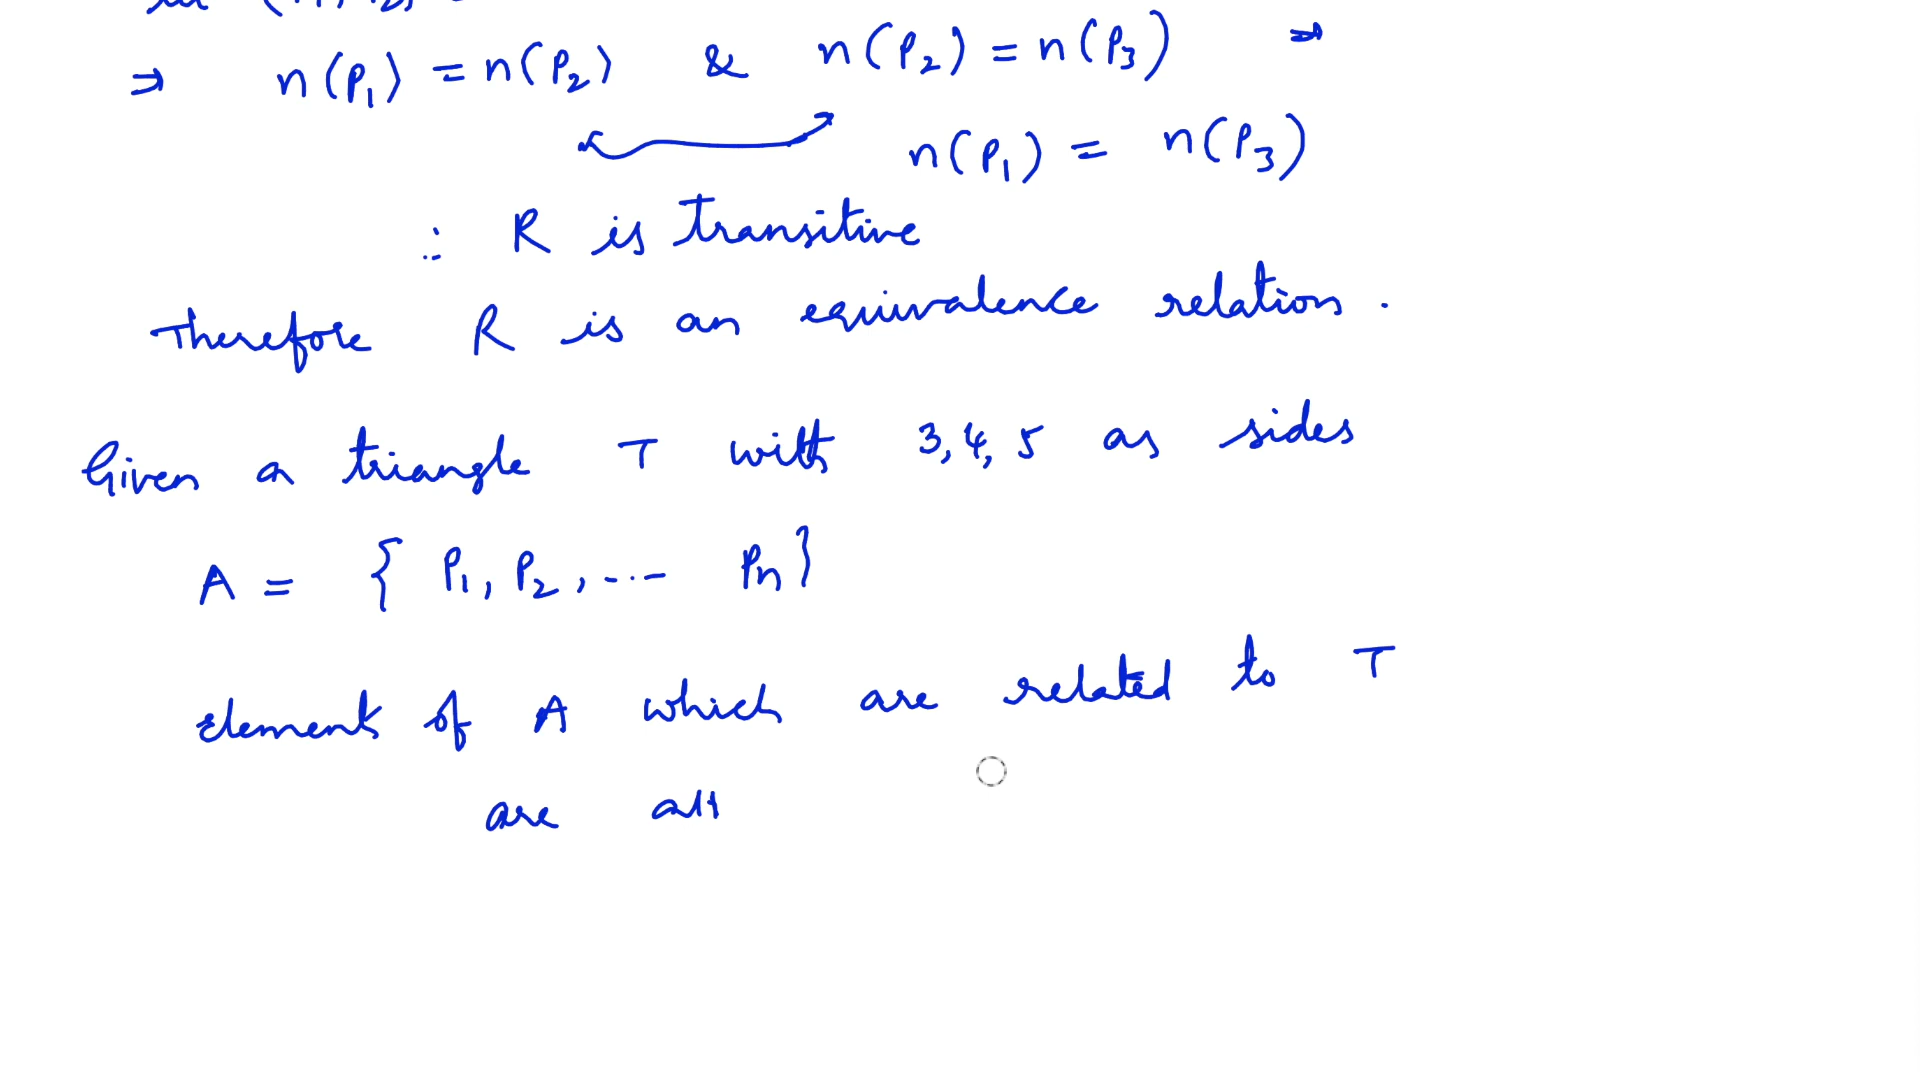 ⇒ n(P₁) = n(P₂) & n(P₂) = n(P₃) ⇒
n(P₁) = n(P₃)
∴ R is transitive
Therefore R is an equivalence relation.
Given a triangle T with 3,4,5 as sides
A = { P₁, P₂, ... Pn}
element of A which are related to T
are all